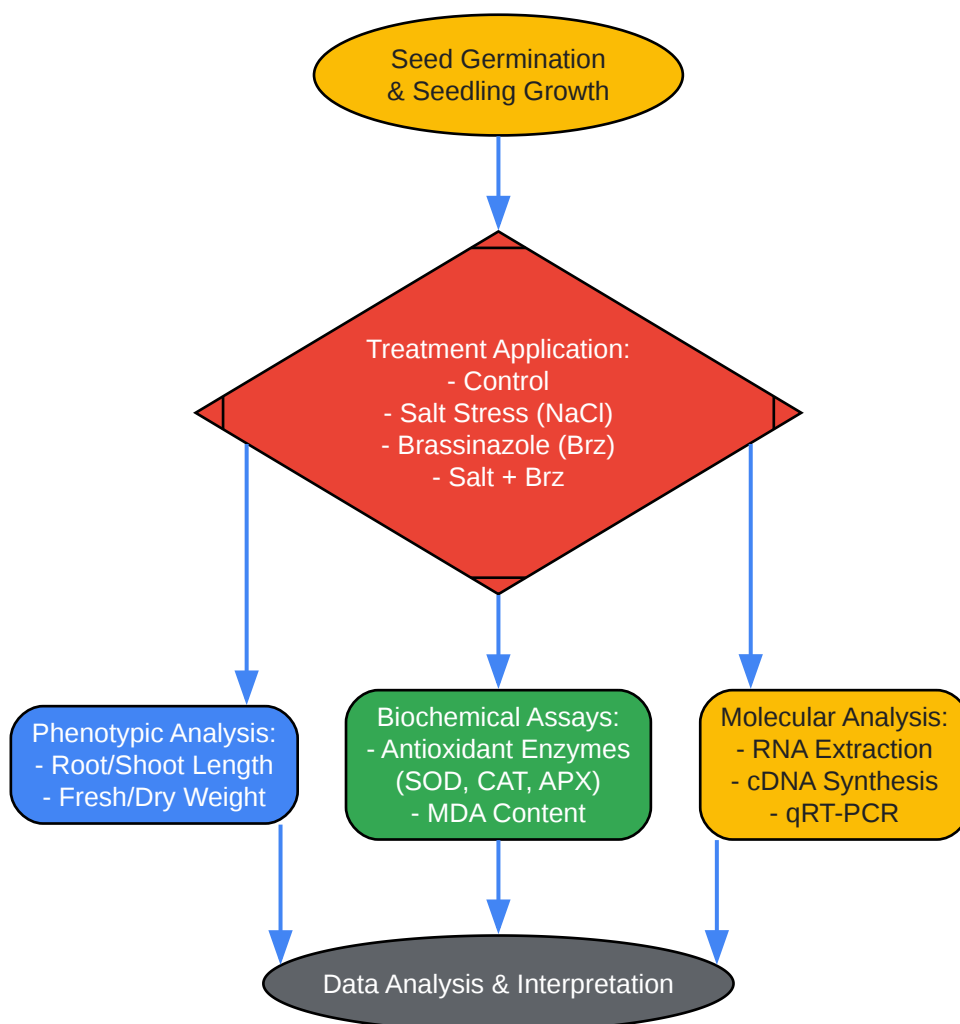 Seed Germination
& Seedling Growth
Treatment Application:
- Control
- Salt Stress (NaCl)
- Brassinazole (Brz)
- Salt + Brz
Phenotypic Analysis:
- Root/Shoot Length
- Fresh/Dry Weight
Biochemical Assays:
- Antioxidant Enzymes
(SOD, CAT, APX)
- MDA Content
Molecular Analysis:
- RNA Extraction
- cDNA Synthesis
- qRT-PCR
Data Analysis & Interpretation